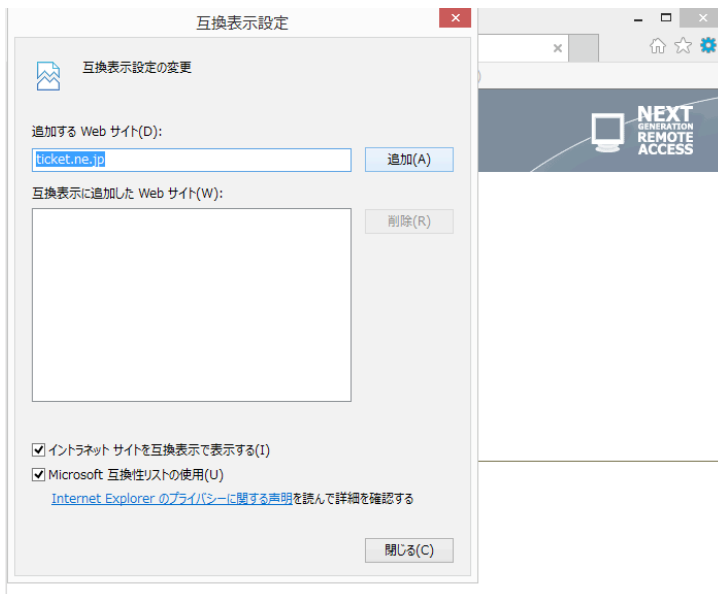 互換表示設定
互換表示設定の変更
追加する Web サイト(D):
ticket.ne.jp
追加(A)
互換表示に追加した Web サイト(W):
削除(R)
イントラネット サイトを互換表示で表示する(I)
Microsoft 互換性リストの使用(U)
Internet Explorer のプライバシーに関する声明を読んで詳細を確認する
閉じる(C)
NEXT
GENERATION
REMOTE
ACCESS